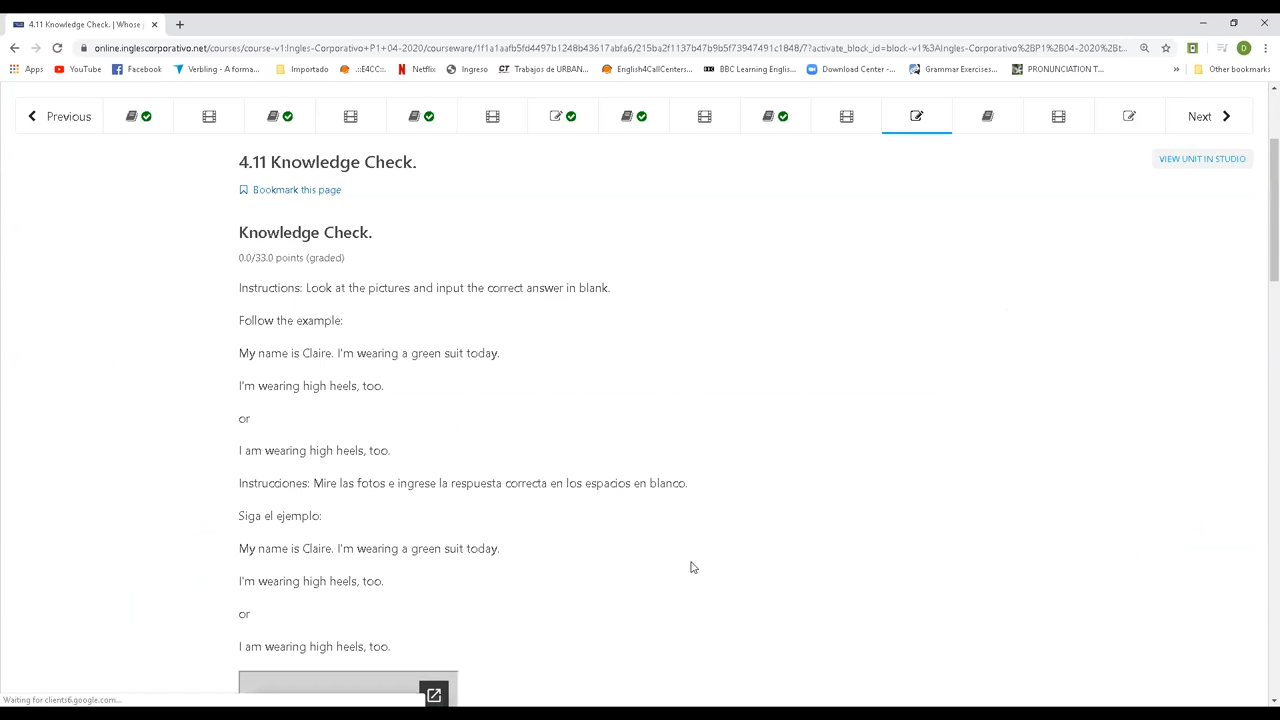 4.11 Knowledge Check. | Whose
online.inglescorporativo.net/courses/course-v1:Ingles-Corporativo+P1+04-2020/courseware/1f1a1aafb5fd4497b1248b43617abfa6/215ba2f1137b47b9b5f73947491c1848/7?activate_block_id=block-v1%3AIngles-Corporativo%2BP1%2B04-2020%2Bt...
D
Apps YouTube Facebook Verbling - A forma... Importado .::E4CC::. Netflix Ingreso Trabajos de URBAN... English4CallCenters... BBC Learning Englis... Download Center -... Grammar Exercises... PRONUNCIATION T... » Other bookmarks
Previous Next
4.11 Knowledge Check.
VIEW UNIT IN STUDIO
Bookmark this page
Knowledge Check.
0.0/33.0 points (graded)
Instructions: Look at the pictures and input the correct answer in blank.
Follow the example:
My name is Claire. I'm wearing a green suit today.
I'm wearing high heels, too.
or
I am wearing high heels, too.
Instrucciones: Mire las fotos e ingrese la respuesta correcta en los espacios en blanco.
Siga el ejemplo:
My name is Claire. I'm wearing a green suit today.
I'm wearing high heels, too.
or
I am wearing high heels, too.
Waiting for clients6.google.com...